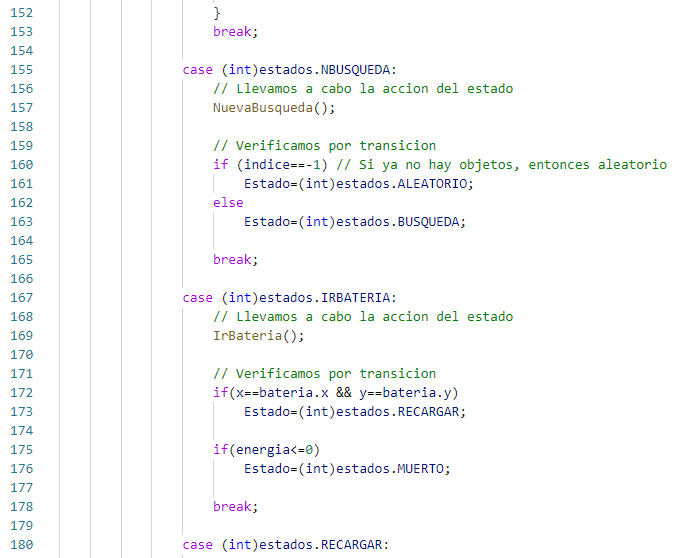 152 }
153 break;
154
155 case (int)estados.NBUSQUEDA:
156 // Llevamos a cabo la accion del estado
157 NuevaBusqueda();
158
159 // Verificamos por transicion
160 if (indice==-1) // Si ya no hay objetos, entonces aleatorio
161 Estado=(int)estados.ALEATORIO;
162 else
163 Estado=(int)estados.BUSQUEDA;
164
165 break;
166
167 case (int)estados.IRBATERIA:
168 // Llevamos a cabo la accion del estado
169 IrBateria();
170
171 // Verificamos por transicion
172 if(x==bateria.x && y==bateria.y)
173 Estado=(int)estados.RECARGAR;
174
175 if(energia<=0)
176 Estado=(int)estados.MUERTO;
177
178 break;
179
180 case (int)estados.RECARGAR: